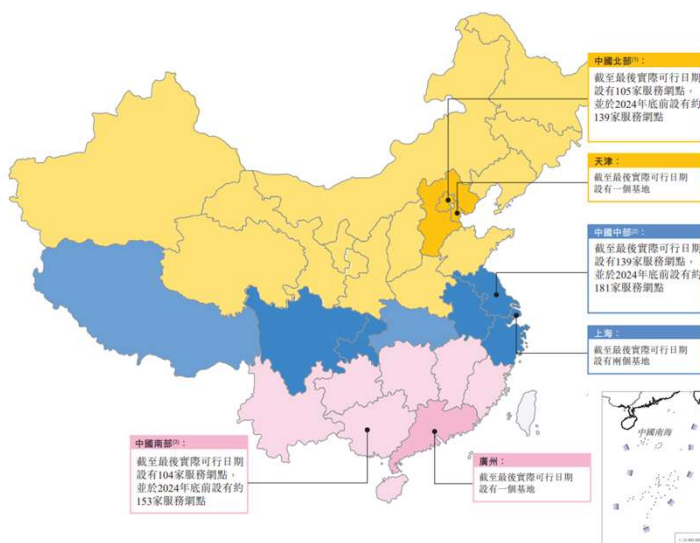 中國北部⁽¹⁾：
截至最後實際可行日期
設有105家服務網點，
並於2024年底前設有約
139家服務網點
天津：
截至最後實際可行日期
設有一個基地
中國中部⁽²⁾：
截至最後實際可行日期
設有139家服務網點，
並於2024年底前設有約
181家服務網點
上海：
截至最後實際可行日期
設有兩個基地
中國南部⁽³⁾：
截至最後實際可行日期
設有104家服務網點，
並於2024年底前設有約
153家服務網點
廣州：
截至最後實際可行日期
設有一個基地
中國南海